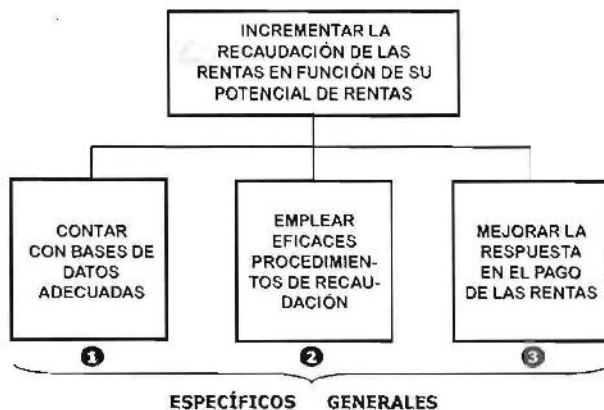 INCREMENTAR LA
RECAUDACIÓN DE LAS
RENTAS EN FUNCIÓN DE SU
POTENCIAL DE RENTAS
CONTAR
CON BASES DE
DATOS
ADECUADAS
EMPLEAR
EFICACES
PROCEDIMIEN-
TOS DE RECAU-
DACIÓN
MEJORAR LA
RESPUESTA
EN EL PAGO
DE LAS RENTAS
1
2
3
ESPECÍFICOS GENERALES